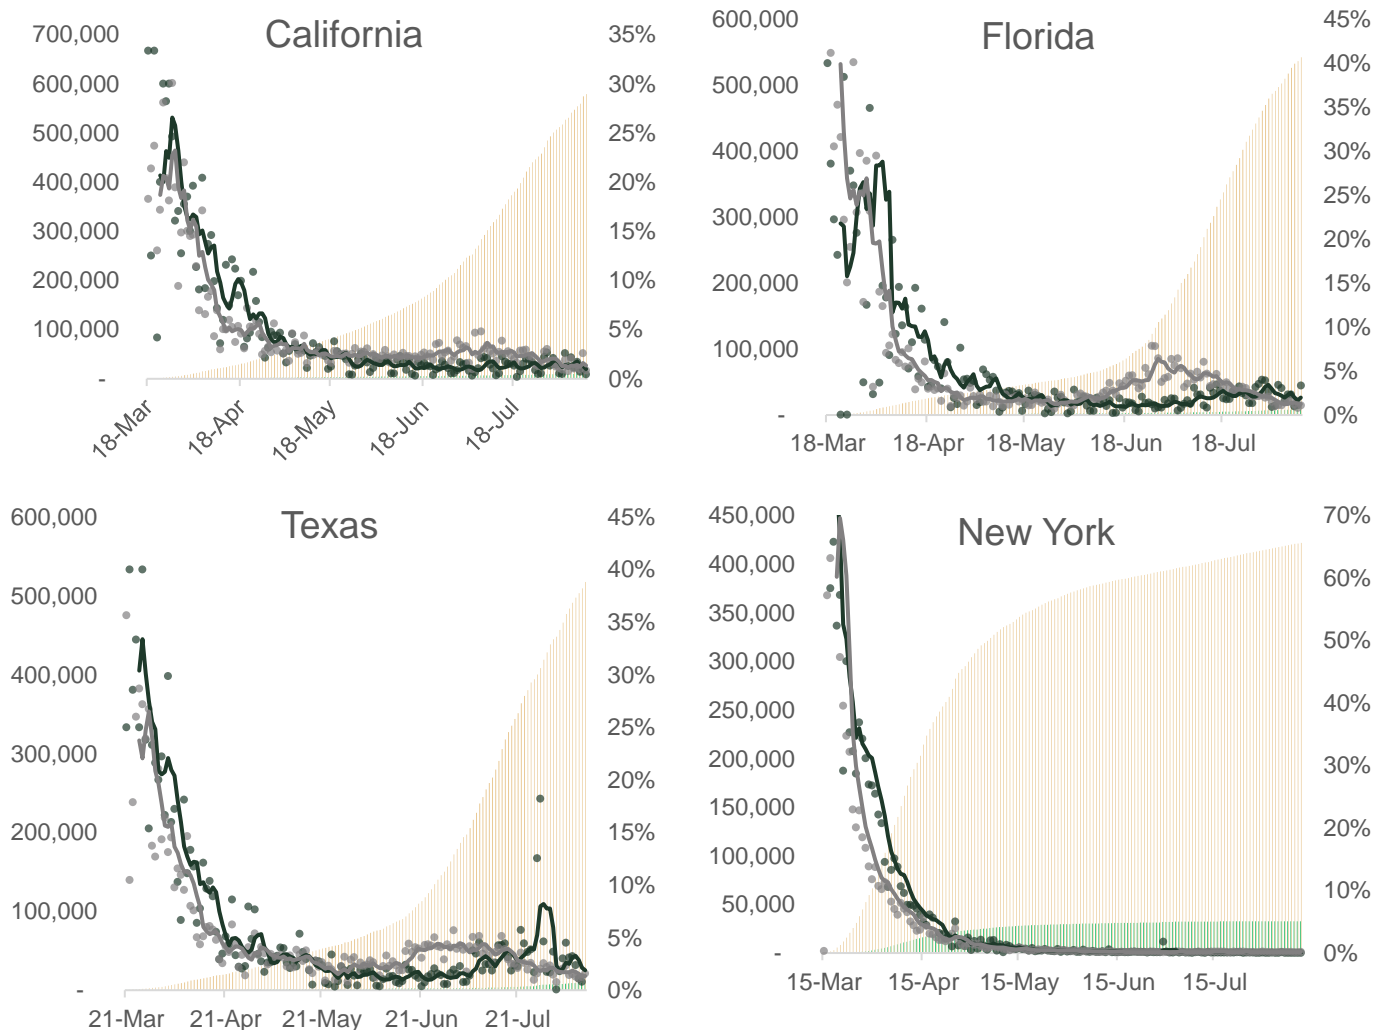 California
700,000
600,000
500,000
400,000
300,000
200,000
100,000
-
35%
30%
25%
20%
15%
10%
5%
0%
18-Mar
18-Apr
18-May
18-Jun
18-Jul
Florida
600,000
500,000
400,000
300,000
200,000
100,000
-
45%
40%
35%
30%
25%
20%
15%
10%
5%
0%
18-Mar
18-Apr
18-May
18-Jun
18-Jul
Texas
600,000
500,000
400,000
300,000
200,000
100,000
-
45%
40%
35%
30%
25%
20%
15%
10%
5%
0%
21-Mar
21-Apr
21-May
21-Jun
21-Jul
New York
450,000
400,000
350,000
300,000
250,000
200,000
150,000
100,000
50,000
-
70%
60%
50%
40%
30%
20%
10%
0%
15-Mar
15-Apr
15-May
15-Jun
15-Jul